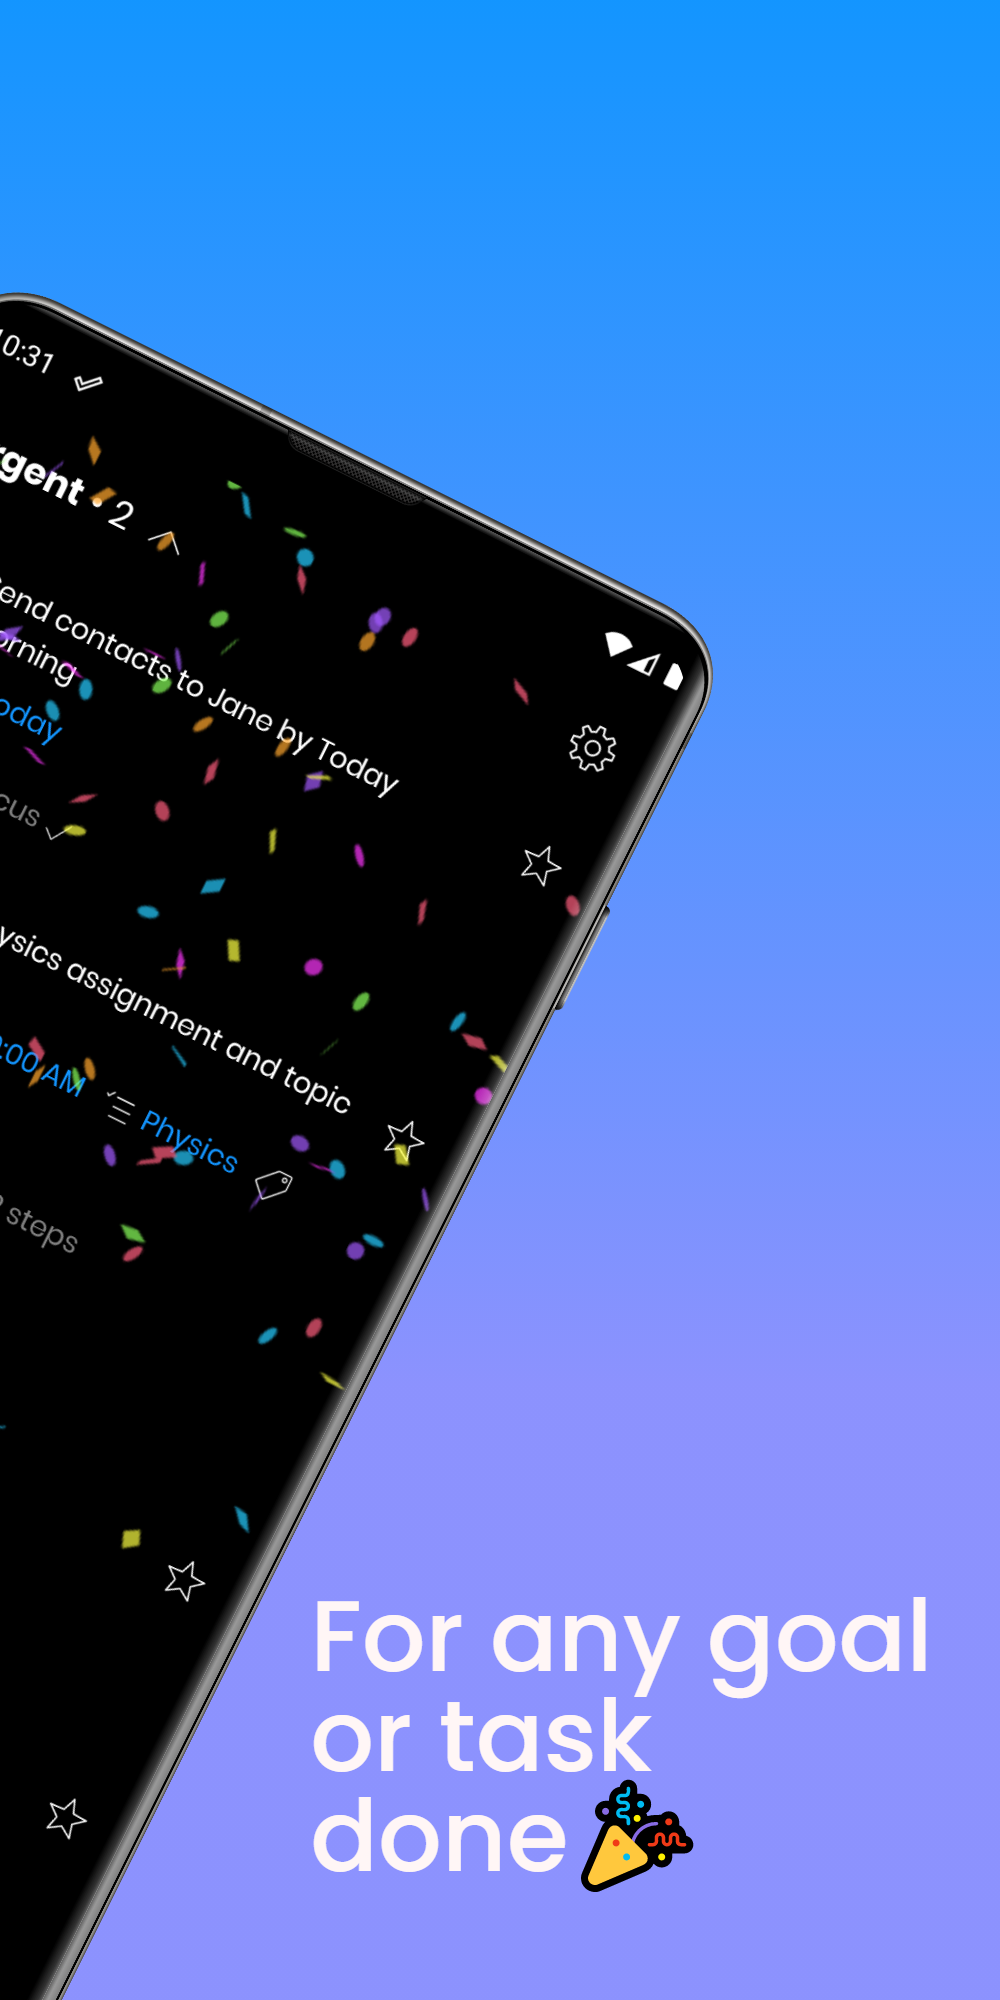 10:31
rgent • 2
end contacts to Jane by Today
orning
oday
cus
ysics assignment and topic
:00 AM Physics
steps
For any goal
or task
done